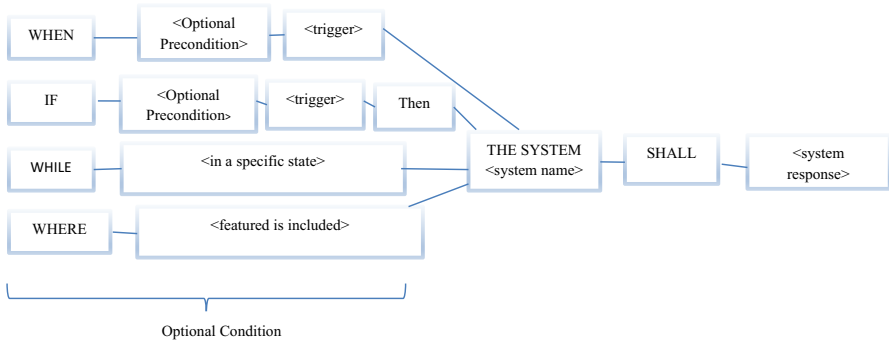 WHEN
<Optional
Precondition>
<trigger>
IF
<Optional
Precondition>
<trigger>
Then
WHILE
<in a specific state>
WHERE
<featured is included>
THE SYSTEM
<system name>
SHALL
<system
response>
Optional Condition